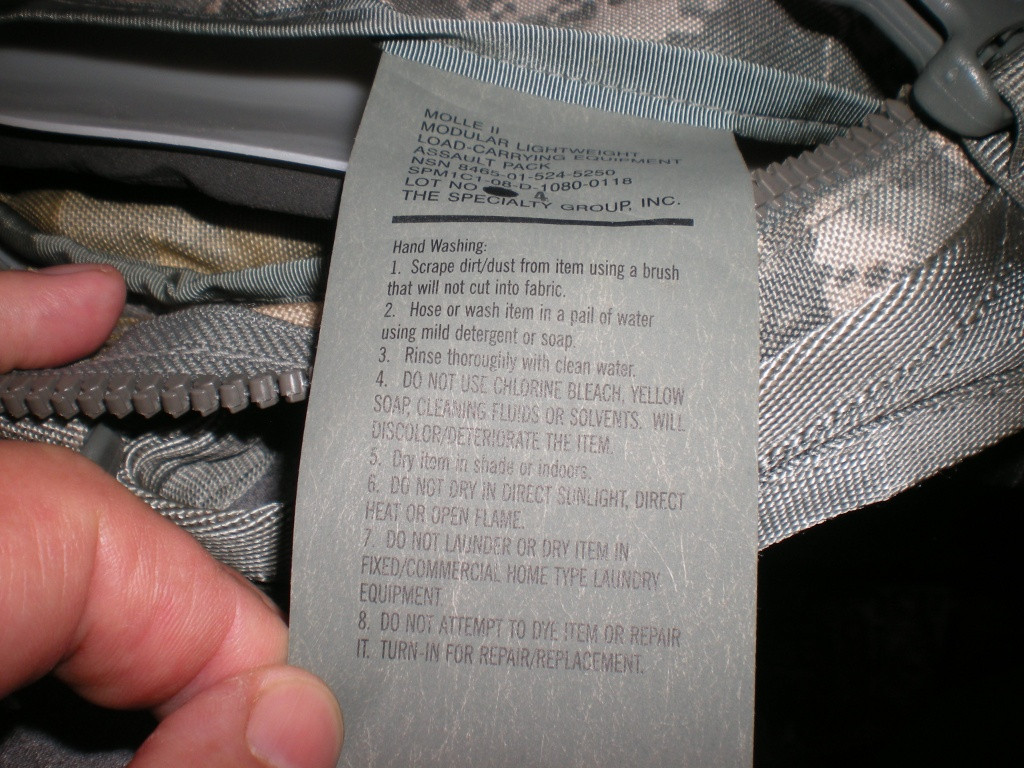 MOLLE II
MODULAR LIGHTWEIGHT
LOAD-CARRYING EQUIPMENT
ASSAULT PACK
NSN 8465-01-524-5250
SPM1C1-08-D-1080-0118
LOT NO 4
THE SPECIALTY GROUP, INC.
Hand Washing:
1. Scrape dirt/dust from item using a brush
that will not cut into fabric.
2. Hose or wash item in a pail of water
using mild detergent or soap.
3. Rinse thoroughly with clean water.
4. DO NOT USE CHLORINE BLEACH, YELLOW
SOAP, CLEANING FLUIDS OR SOLVENTS. WILL
DISCOLOR/DETERIORATE THE ITEM.
5. Dry item in shade or indoors.
6. DO NOT DRY IN DIRECT SUNLIGHT, DIRECT
HEAT OR OPEN FLAME.
7. DO NOT LAUNDER OR DRY ITEM IN
FIXED/COMMERCIAL HOME TYPE LAUNDRY
EQUIPMENT
8. DO NOT ATTEMPT TO DYE ITEM OR REPAIR
IT. TURN-IN FOR REPAIR/REPLACEMENT.